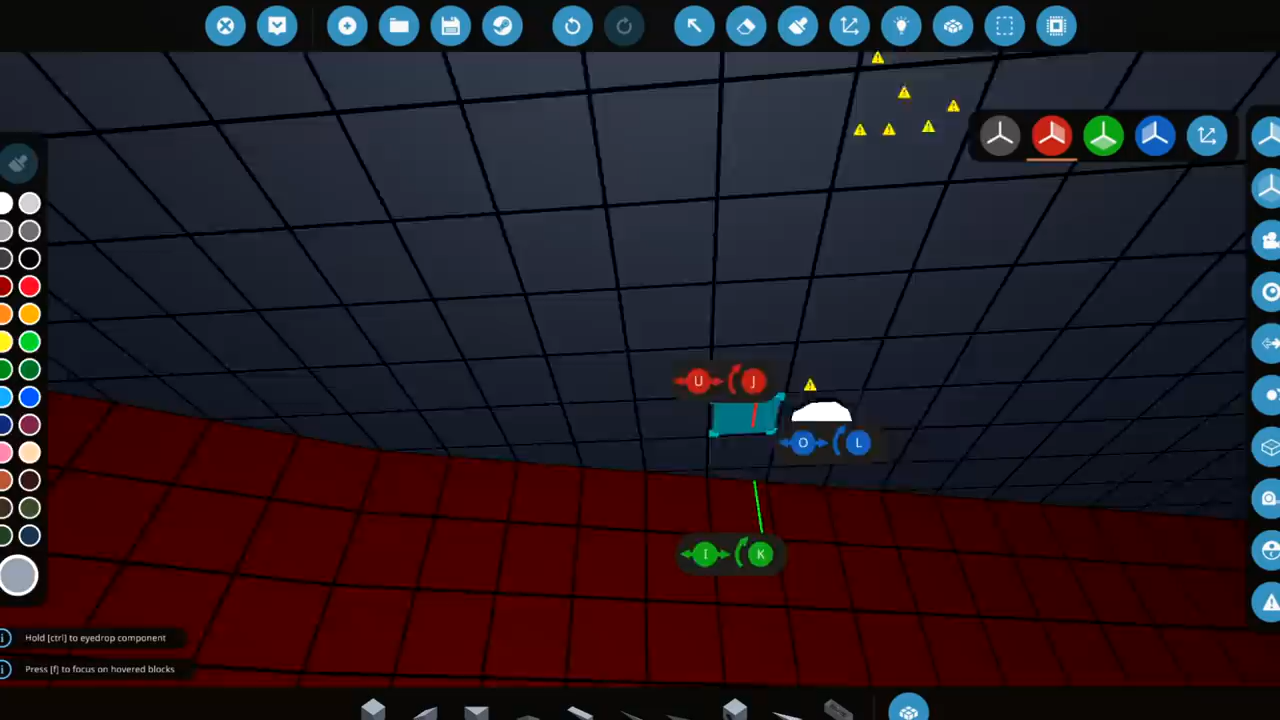 U J
O L
I K
Hold [ctrl] to eyedrop component
Press [f] to focus on hovered blocks